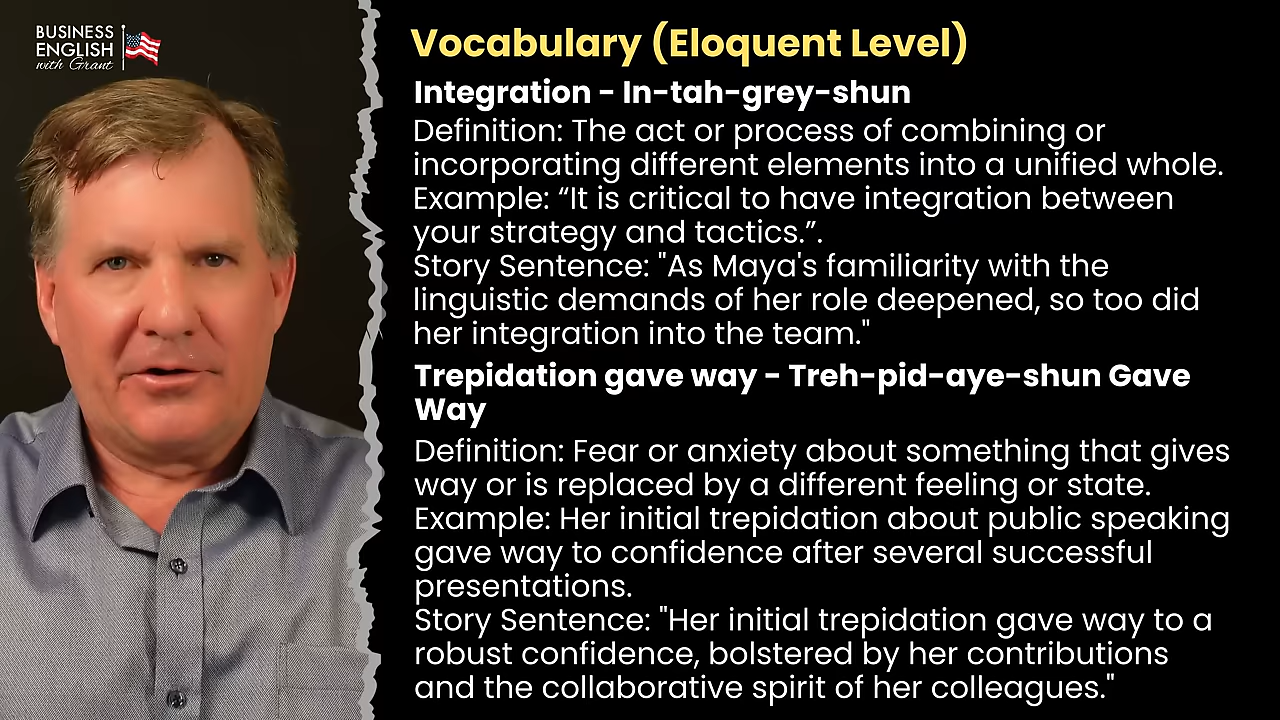 BUSINESS
ENGLISH
with Grant
Vocabulary (Eloquent Level)
Integration - In-tah-grey-shun
Definition: The act or process of combining or
incorporating different elements into a unified whole.
Example: “It is critical to have integration between
your strategy and tactics.”.
Story Sentence: "As Maya's familiarity with the
linguistic demands of her role deepened, so too did
her integration into the team."
Trepidation gave way - Treh-pid-aye-shun Gave
Way
Definition: Fear or anxiety about something that gives
way or is replaced by a different feeling or state.
Example: Her initial trepidation about public speaking
gave way to confidence after several successful
presentations.
Story Sentence: "Her initial trepidation gave way to a
robust confidence, bolstered by her contributions
and the collaborative spirit of her colleagues."